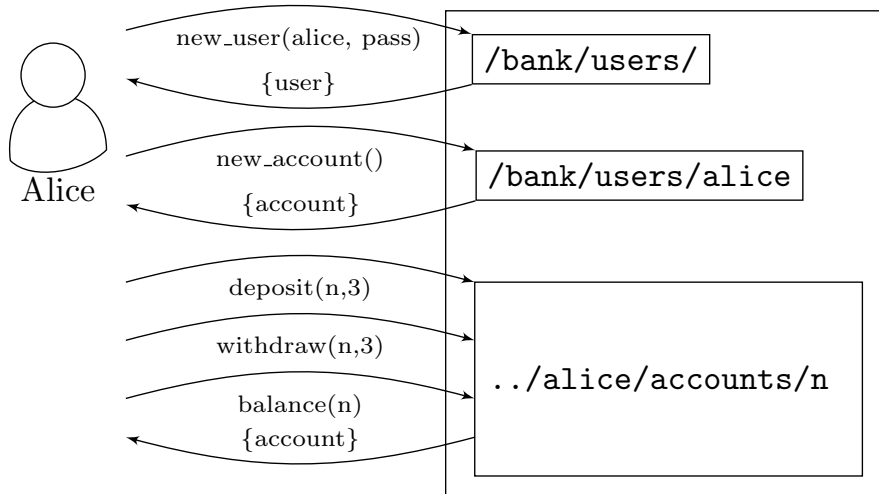 new_user(alice, pass)
/bank/users/
{user}
new_account()
/bank/users/alice
Alice
{account}
deposit(n,3)
withdraw(n,3)
../alice/accounts/n
balance(n)
{account}